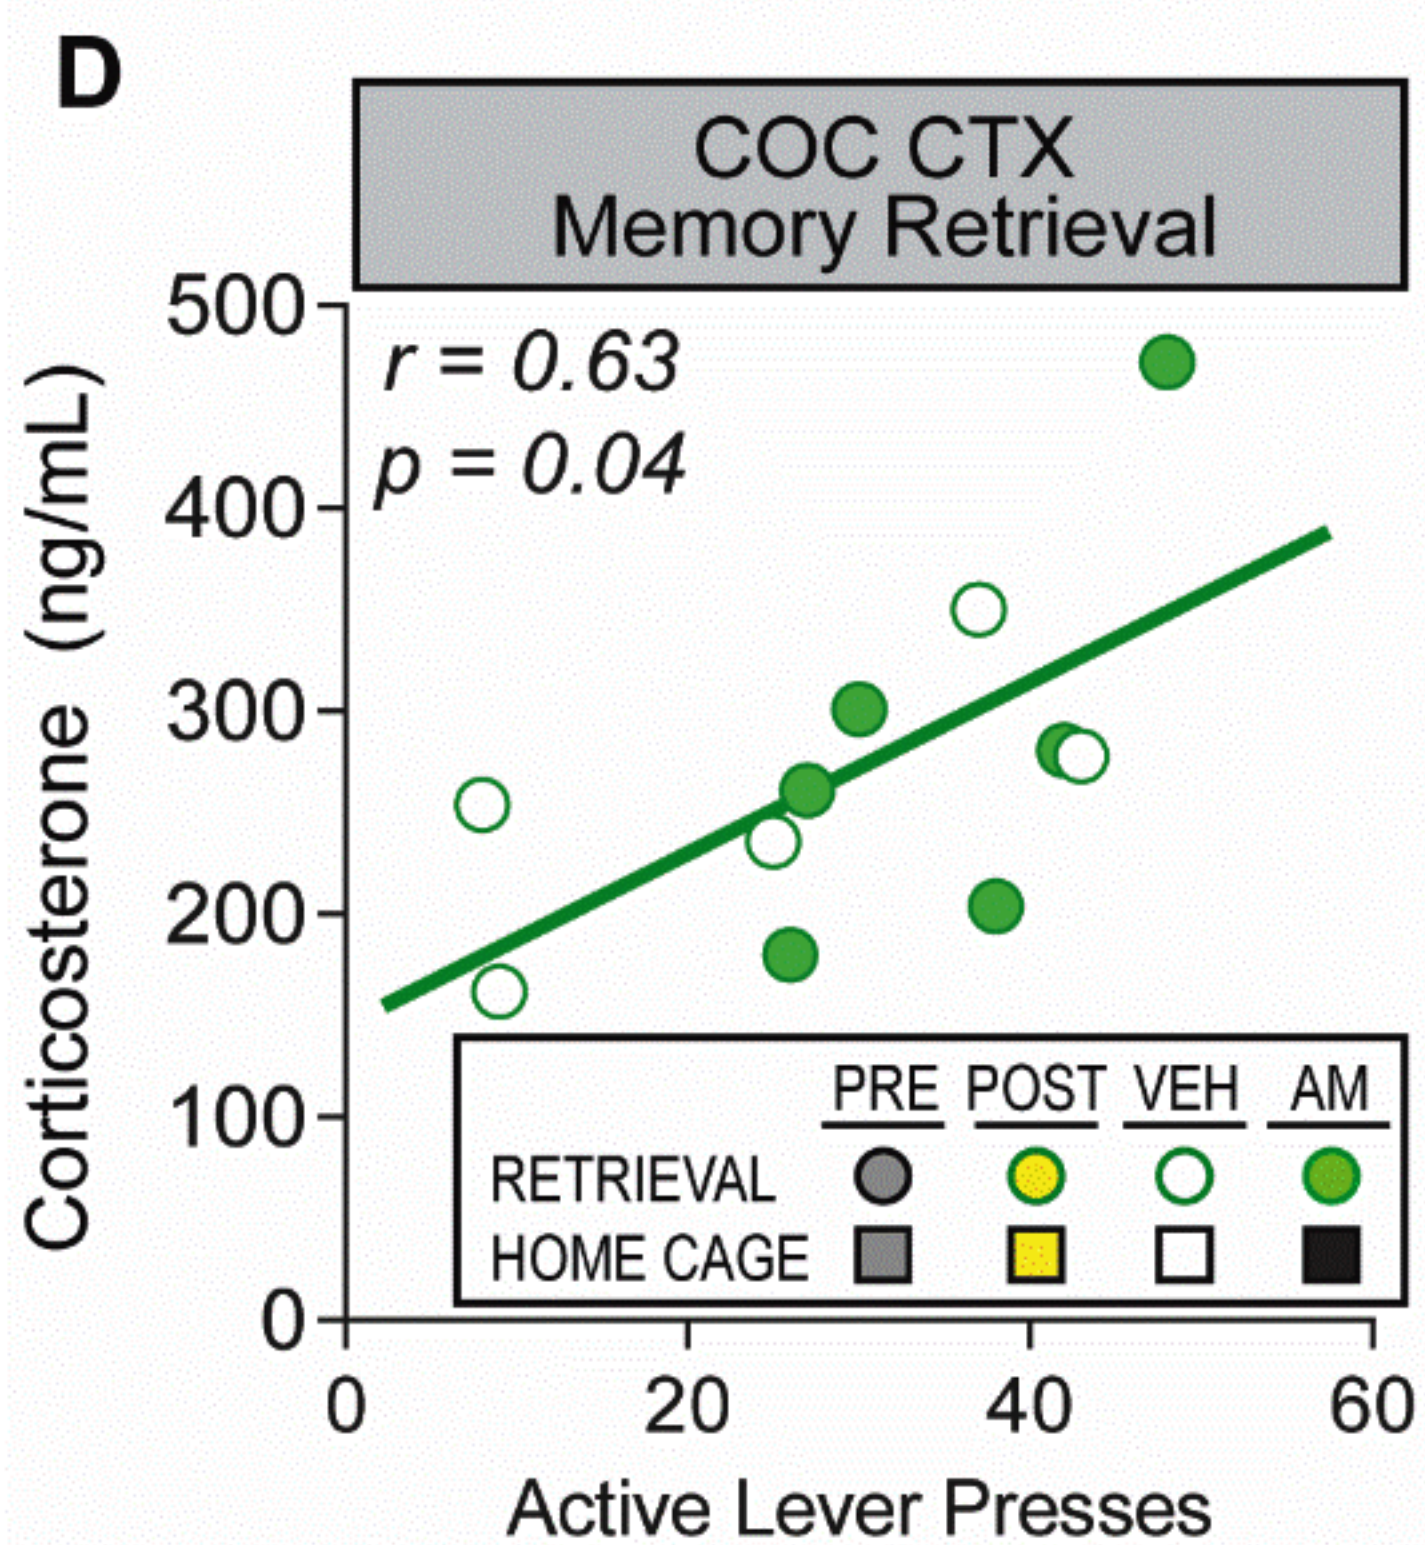 D
COC CTX
Memory Retrieval
r = 0.63
p = 0.04
500
400
300
200
100
0
Corticosterone (ng/mL)
PRE POST VEH AM
RETRIEVAL
HOME CAGE
0 20 40 60
Active Lever Presses